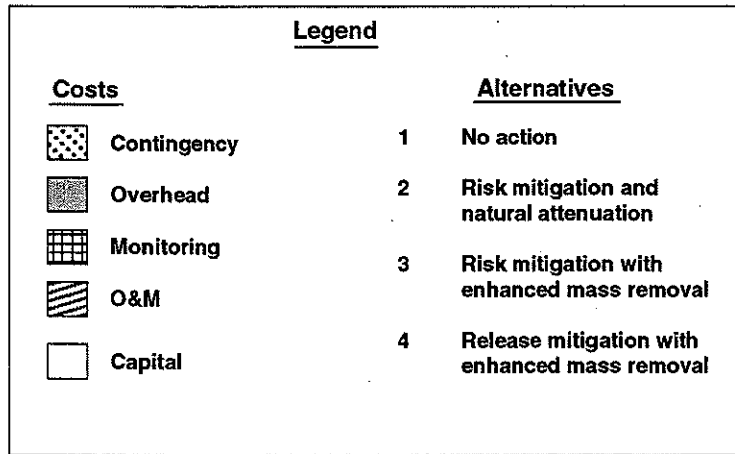 Legend
Costs
Contingency
Overhead
Monitoring
O&M
Capital
Alternatives
1 No action
2 Risk mitigation and
natural attenuation
3 Risk mitigation with
enhanced mass removal
4 Release mitigation with
enhanced mass removal